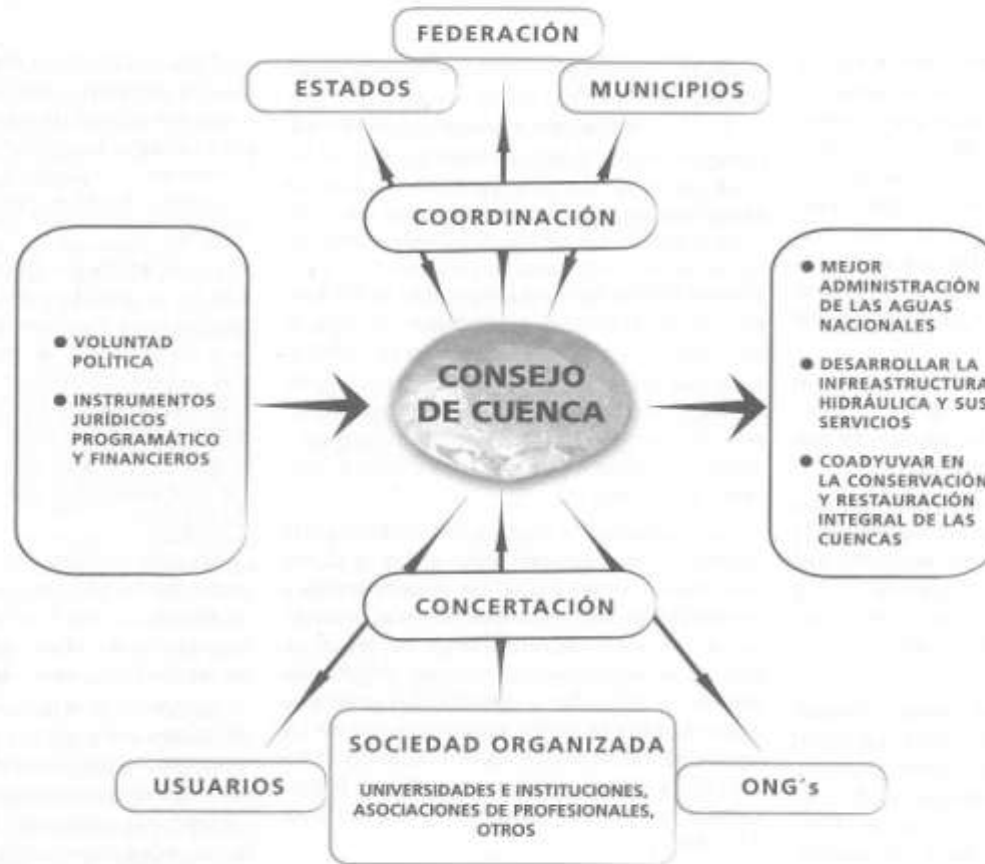 FEDERACIÓN
ESTADOS
MUNICIPIOS
COORDINACIÓN
VOLUNTAD
POLÍTICA
INSTRUMENTOS
JURÍDICOS
PROGRAMÁTICO
Y FINANCIEROS
CONSEJO
DE CUENCA
MEJOR
ADMINISTRACIÓN
DE LAS AGUAS
NACIONALES
DESARROLLAR LA
INFREASTRUCTURA
HIDRÁULICA Y SUS
SERVICIOS
COADYUVAR EN
LA CONSERVACIÓN
Y RESTAURACIÓN
INTEGRAL DE LAS
CUENCAS
CONCERTACIÓN
USUARIOS
SOCIEDAD ORGANIZADA
UNIVERSIDADES E INSTITUCIONES,
ASOCIACIONES DE PROFESIONALES,
OTROS
ONG´s